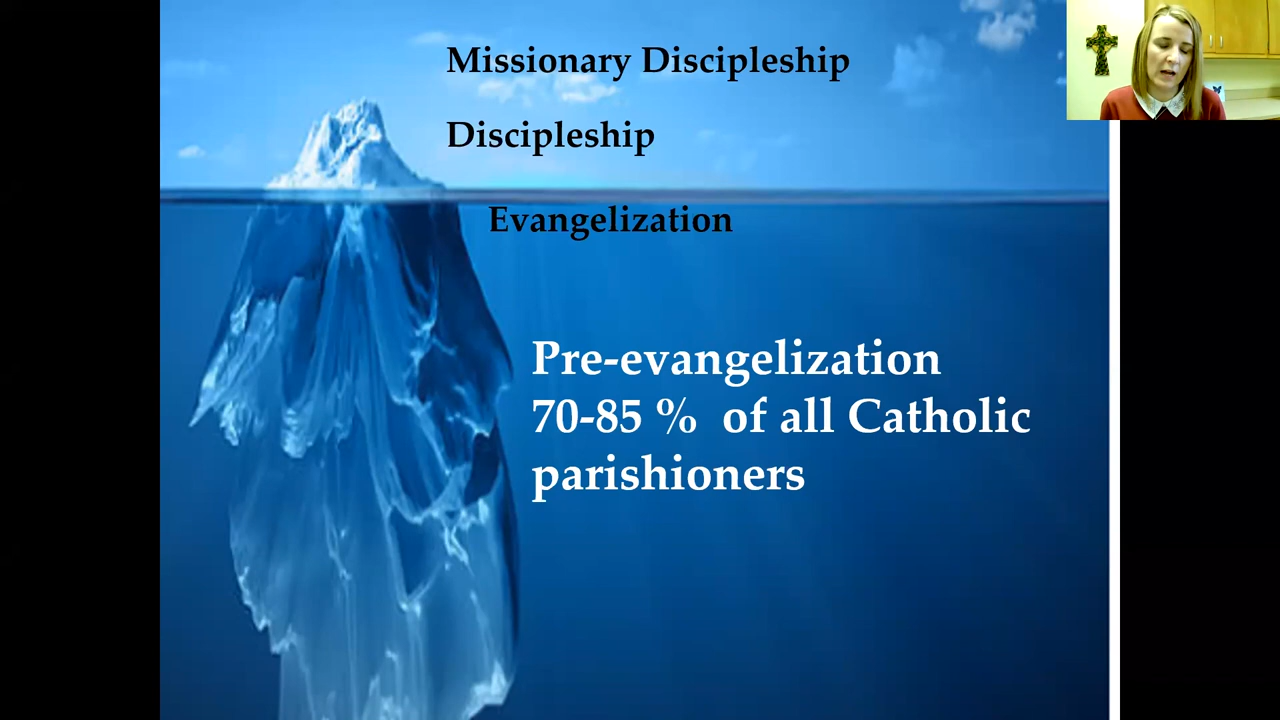 Missionary Discipleship
Discipleship
Evangelization
Pre-evangelization
70-85 % of all Catholic
parishioners